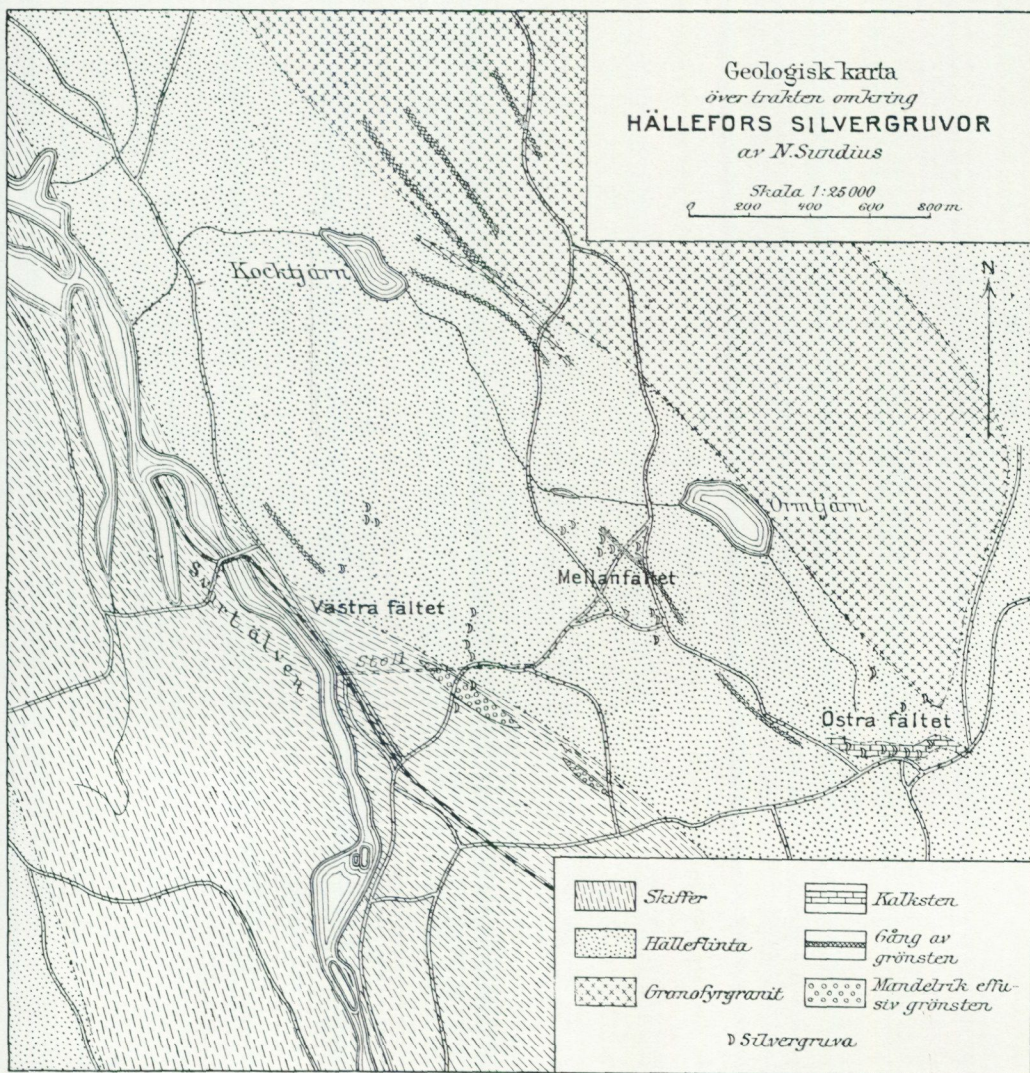 Geologisk karta
över trakten omkring
HÄLLEFORS SILVERGRUVOR
av N. Sundius
Skala 1:25000
0 200 400 600 800 m.
N
Kocktjärn
Ormtjärn
Mellanfältet
Västra fältet
Svartälven
Stoll
Östra fältet
Skiffer
Kalksten
Hälleflinta
Gång av
grönsten
Granofyrgranit
Mandelrik effu-
siv grönsten
Silvergruva